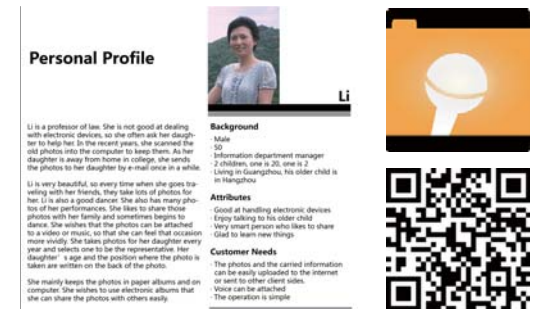 Personal Profile
Li
Li is a professor of law. She is not good at dealing
with electronic devices, so she often ask her daugh-
ter to help her. In the recent years, she scanned the
old photos into the computer to keep them. As her
daughter is away from home in college, she sends
the photos to her daughter by e-mail once in a while.
Li is very beautiful, so every time when she goes tra-
veling with her friends, they take lots of photos for
her. Li is also a good dancer. She also has many pho-
tos of her performances. She likes to share those
photos with her family and sometimes begins to
dance. She wishes that the photos can be attached
to a video or music, so that she can feel that occasion
more vividly. She takes photos for her daughter every
year and selects one to be the representative. Her
daughter' s age and the position where the photo is
taken are written on the back of the photo.
She mainly keeps the photos in paper albums and on
computer. She wishes to use electronic albums that
she can share the photos with others easily.
Background
· Male
· 50
· Information department manager
· 2 children, one is 20, one is 2
· Living in Guangzhou, his older child is
in Hangzhou
Attributes
· Good at handling electronic devices
· Enjoy talking to his older child
· Very smart person who likes to share
· Glad to learn new things
Customer Needs
· The photos and the carried information
can be easily uploaded to the internet
or sent to other client sides.
· Voice can be attached
· The operation is simple